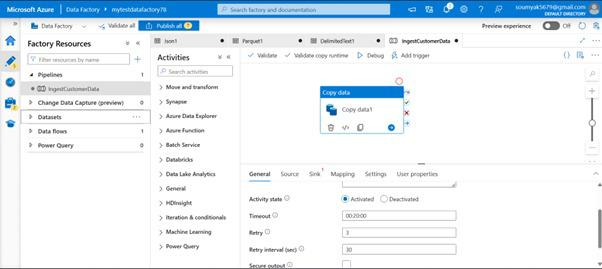 Microsoft Azure
Data Factory
mytestdatafactory78
Search factory and documentation
soumyak5679@gmail.com
DEFAULT DIRECTORY
Data Factory
Validate all
Publish all
1
Preview experience
Off
Factory Resources
Filter resources by name
Pipelines
1
IngestCustomerData
Change Data Capture (preview)
0
Datasets
Data flows
1
Power Query
0
Json1
Parquet1
DelimitedText1
IngestCustomerData
Activities
Search activities
Move and transform
Synapse
Azure Data Explorer
Azure Function
Batch Service
Databricks
Data Lake Analytics
General
HDInsight
Iteration & conditionals
Machine Learning
Power Query
Validate
Validate copy runtime
Debug
Add trigger
Copy data
Copy data1
General
Source
Sink
1
Mapping
Settings
User properties
Activity state
Activated
Deactivated
Timeout
00:20:00
Retry
3
Retry interval (sec)
30
Secure output